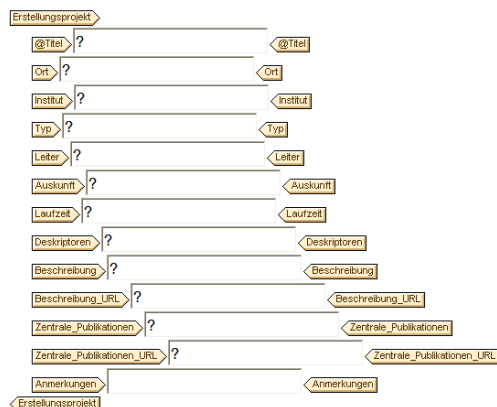 Erstellungsprojekt
@Titel ? @Titel
Ort ? Ort
Institut ? Institut
Typ ? Typ
Leiter ? Leiter
Auskunft ? Auskunft
Laufzeit ? Laufzeit
Deskriptoren ? Deskriptoren
Beschreibung ? Beschreibung
Beschreibung_URL ? Beschreibung_URL
Zentrale_Publikationen ? Zentrale_Publikationen
Zentrale_Publikationen_URL ? Zentrale_Publikationen_URL
Anmerkungen Anmerkungen
Erstellungsprojekt